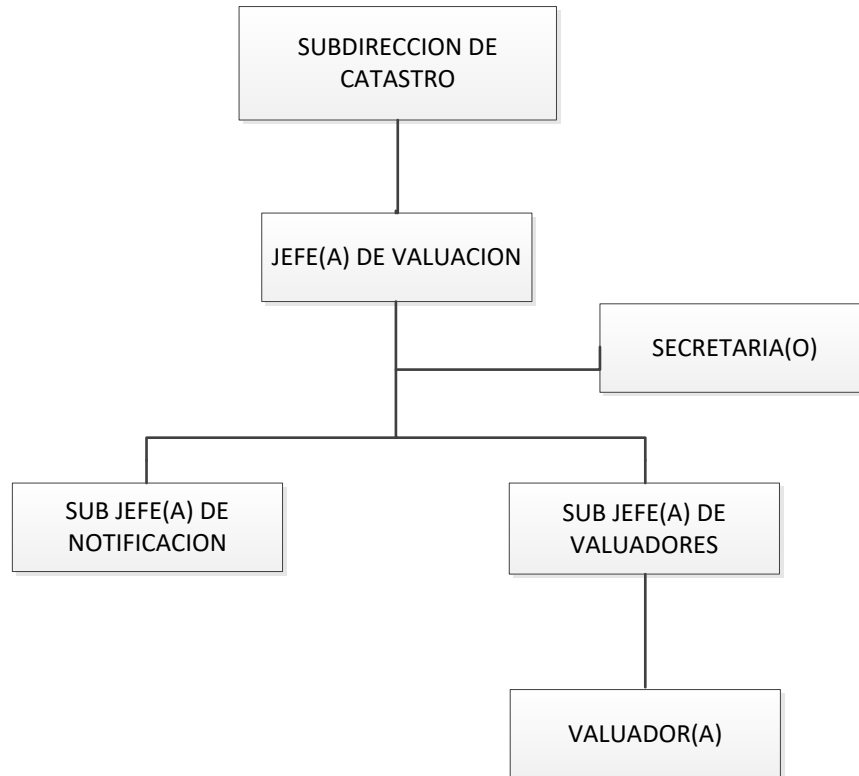 SUBDIRECCION DE
CATASTRO
JEFE(A) DE VALUACION
SECRETARIA(O)
SUB JEFE(A) DE
NOTIFICACION
SUB JEFE(A) DE
VALUADORES
VALUADOR(A)